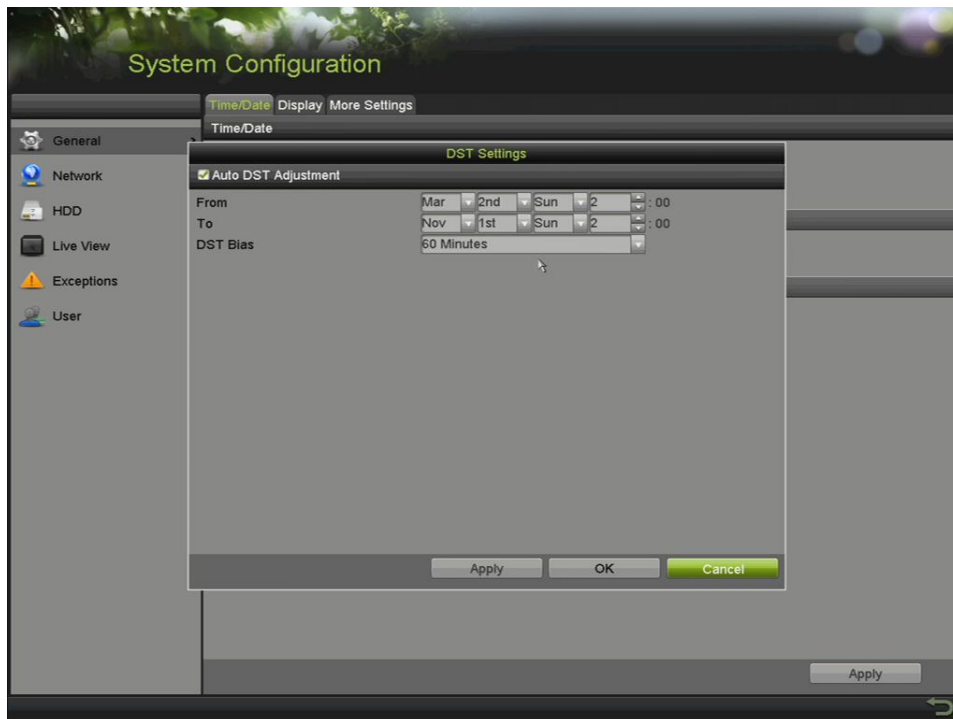 System Configuration
Time/Date Display More Settings
Time/Date
General
Network
HDD
Live View
Exceptions
User
DST Settings
Auto DST Adjustment
From Mar 2nd Sun 2 : 00
To Nov 1st Sun 2 : 00
DST Bias 60 Minutes
Apply OK Cancel
Apply